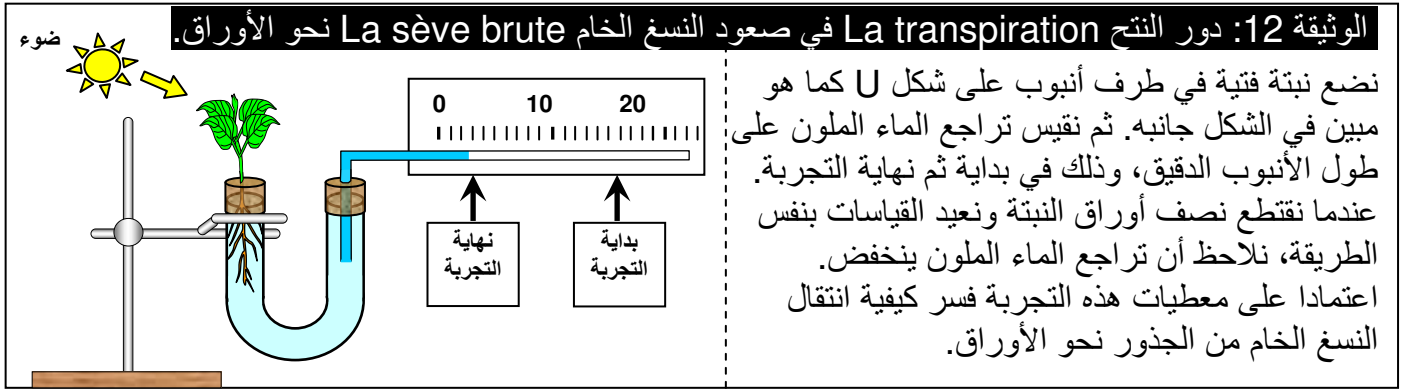 الوثيقة 12: دور النتح La transpiration في صعود النسغ الخام La sève brute نحو الأوراق.
نضع نبتة فتية في طرف أنبوب على شكل U كما هو
مبين في الشكل جانبه. ثم نقيس تراجع الماء الملون على
طول الأنبوب الدقيق، وذلك في بداية ثم نهاية التجربة.
عندما نقتطع نصف أوراق النبتة ونعيد القياسات بنفس
الطريقة، نلاحظ أن تراجع الماء الملون ينخفض.
اعتمادا على معطيات هذه التجربة فسر كيفية انتقال
النسغ الخام من الجذور نحو الأوراق.
ضوء
0 10 20
بداية
التجربة
نهاية
التجربة